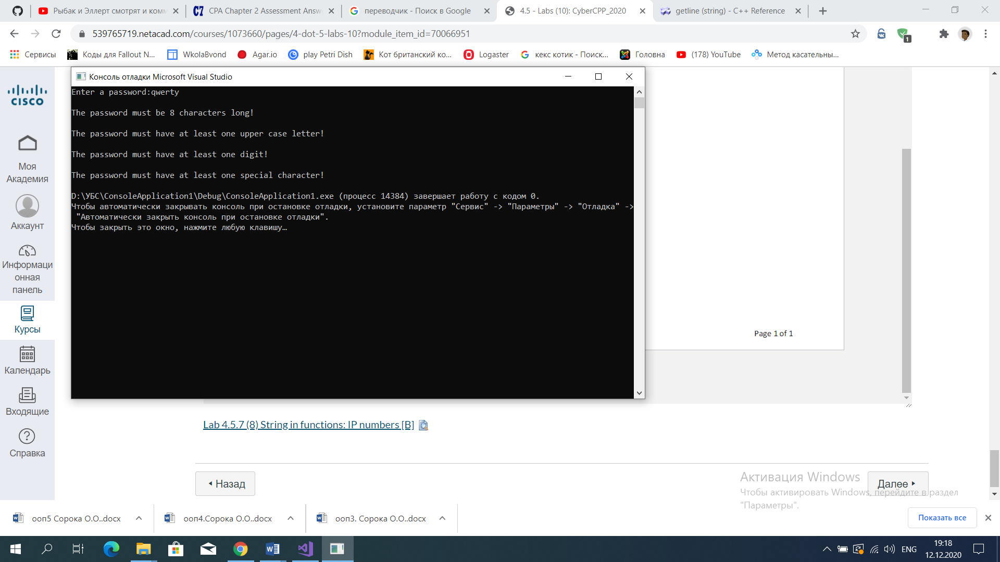 Рыбак и Эллерт смотрят и комм
CPA Chapter 2 Assessment Answ
переводчик - Поиск в Google
4.5 - Labs (10): CyberCPP_2020
getline (string) - C++ Reference
539765719.netacad.com/courses/1073660/pages/4-dot-5-labs-10?module_item_id=70066951
1
Сервисы
Коды для Fallout N...
WkolaBvond
Agar.io
play Petri Dish
Кот британский ко...
Logaster
кекс котик - Поиск...
Головна
(178) YouTube
Метод касательны...
CISCO
Моя
Академия
Аккаунт
Информаци
онная
панель
Курсы
Календарь
Входящие
Справка
Консоль отладки Microsoft Visual Studio
Enter a password:qwerty
The password must be 8 characters long!
The password must have at least one upper case letter!
The password must have at least one digit!
The password must have at least one special character!
D:\УБС\ConsoleApplication1\Debug\ConsoleApplication1.exe (процесс 14384) завершает работу с кодом 0.
Чтобы автоматически закрывать консоль при остановке отладки, установите параметр "Сервис" -> "Параметры" -> "Отладка" ->
"Автоматически закрыть консоль при остановке отладки".
Чтобы закрыть это окно, нажмите любую клавишу…
Page 1 of 1
Lab 4.5.7 (8) String in functions: IP numbers [B]
Назад
Далее
Активация Windows
Чтобы активировать Windows, перейдите в раздел
"Параметры".
ооп5 Сорока О.О..docx
ооп4.Сорока О.О..docx
ооп3. Сорока О.О..docx
Показать все
ENG
19:18
12.12.2020